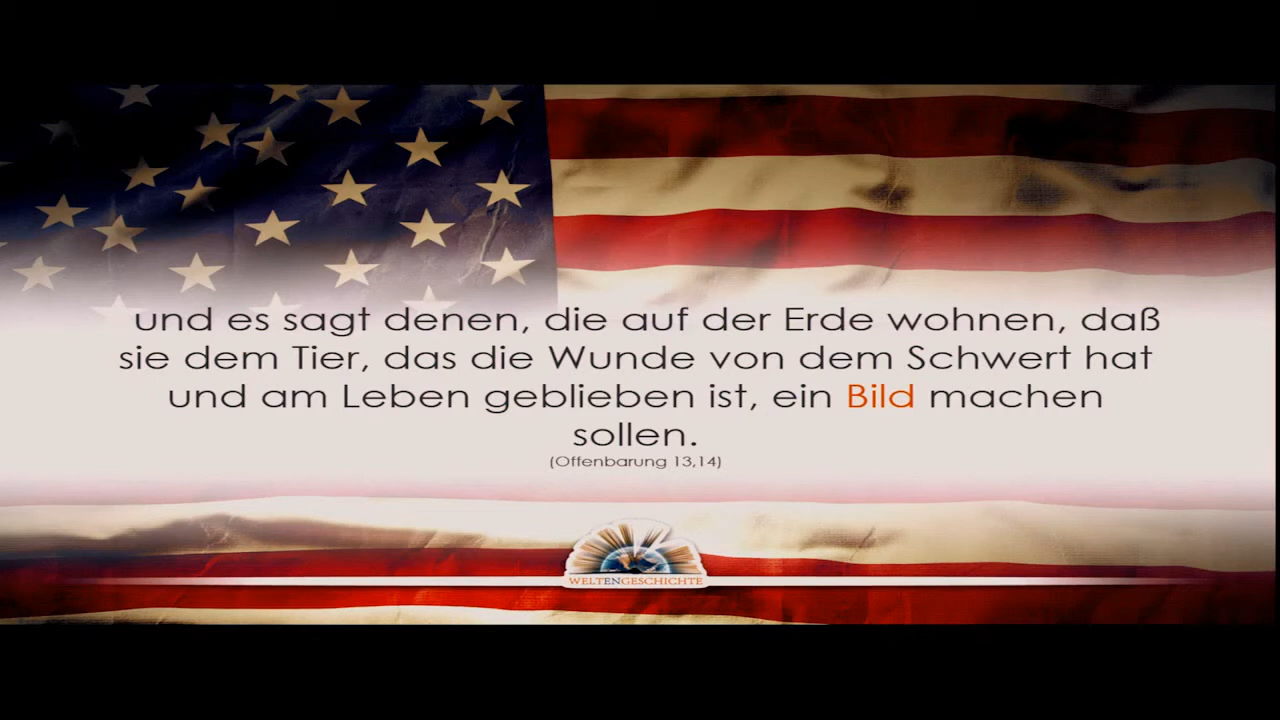 und es sagt denen, die auf der Erde wohnen, daß
sie dem Tier, das die Wunde von dem Schwert hat
und am Leben geblieben ist, ein Bild machen
sollen.
(Offenbarung 13,14)
WELTENGESCHICHTE